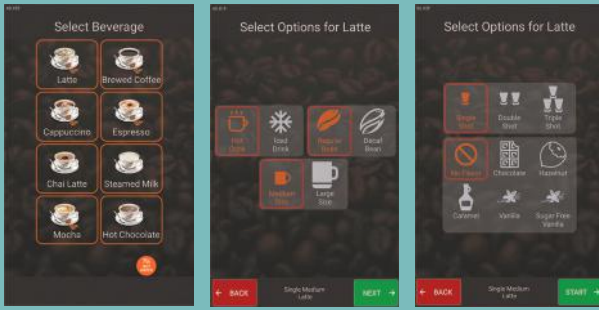 Select Beverage
Latte
Brewed Coffee
Cappuccino
Espresso
Chai Latte
Steamed Milk
Mocha
Hot Chocolate
Select Options for Latte
Hot Drink
Iced Drink
Regular Bean
Decaf Bean
Medium Size
Large Size
← BACK
Single Medium
Latte
NEXT →
Select Options for Latte
Single Shot
Double Shot
Triple Shot
No Flavor
Chocolate
Hazelnut
Caramel
Vanilla
Sugar Free
Vanilla
← BACK
Single Medium
Latte
START →